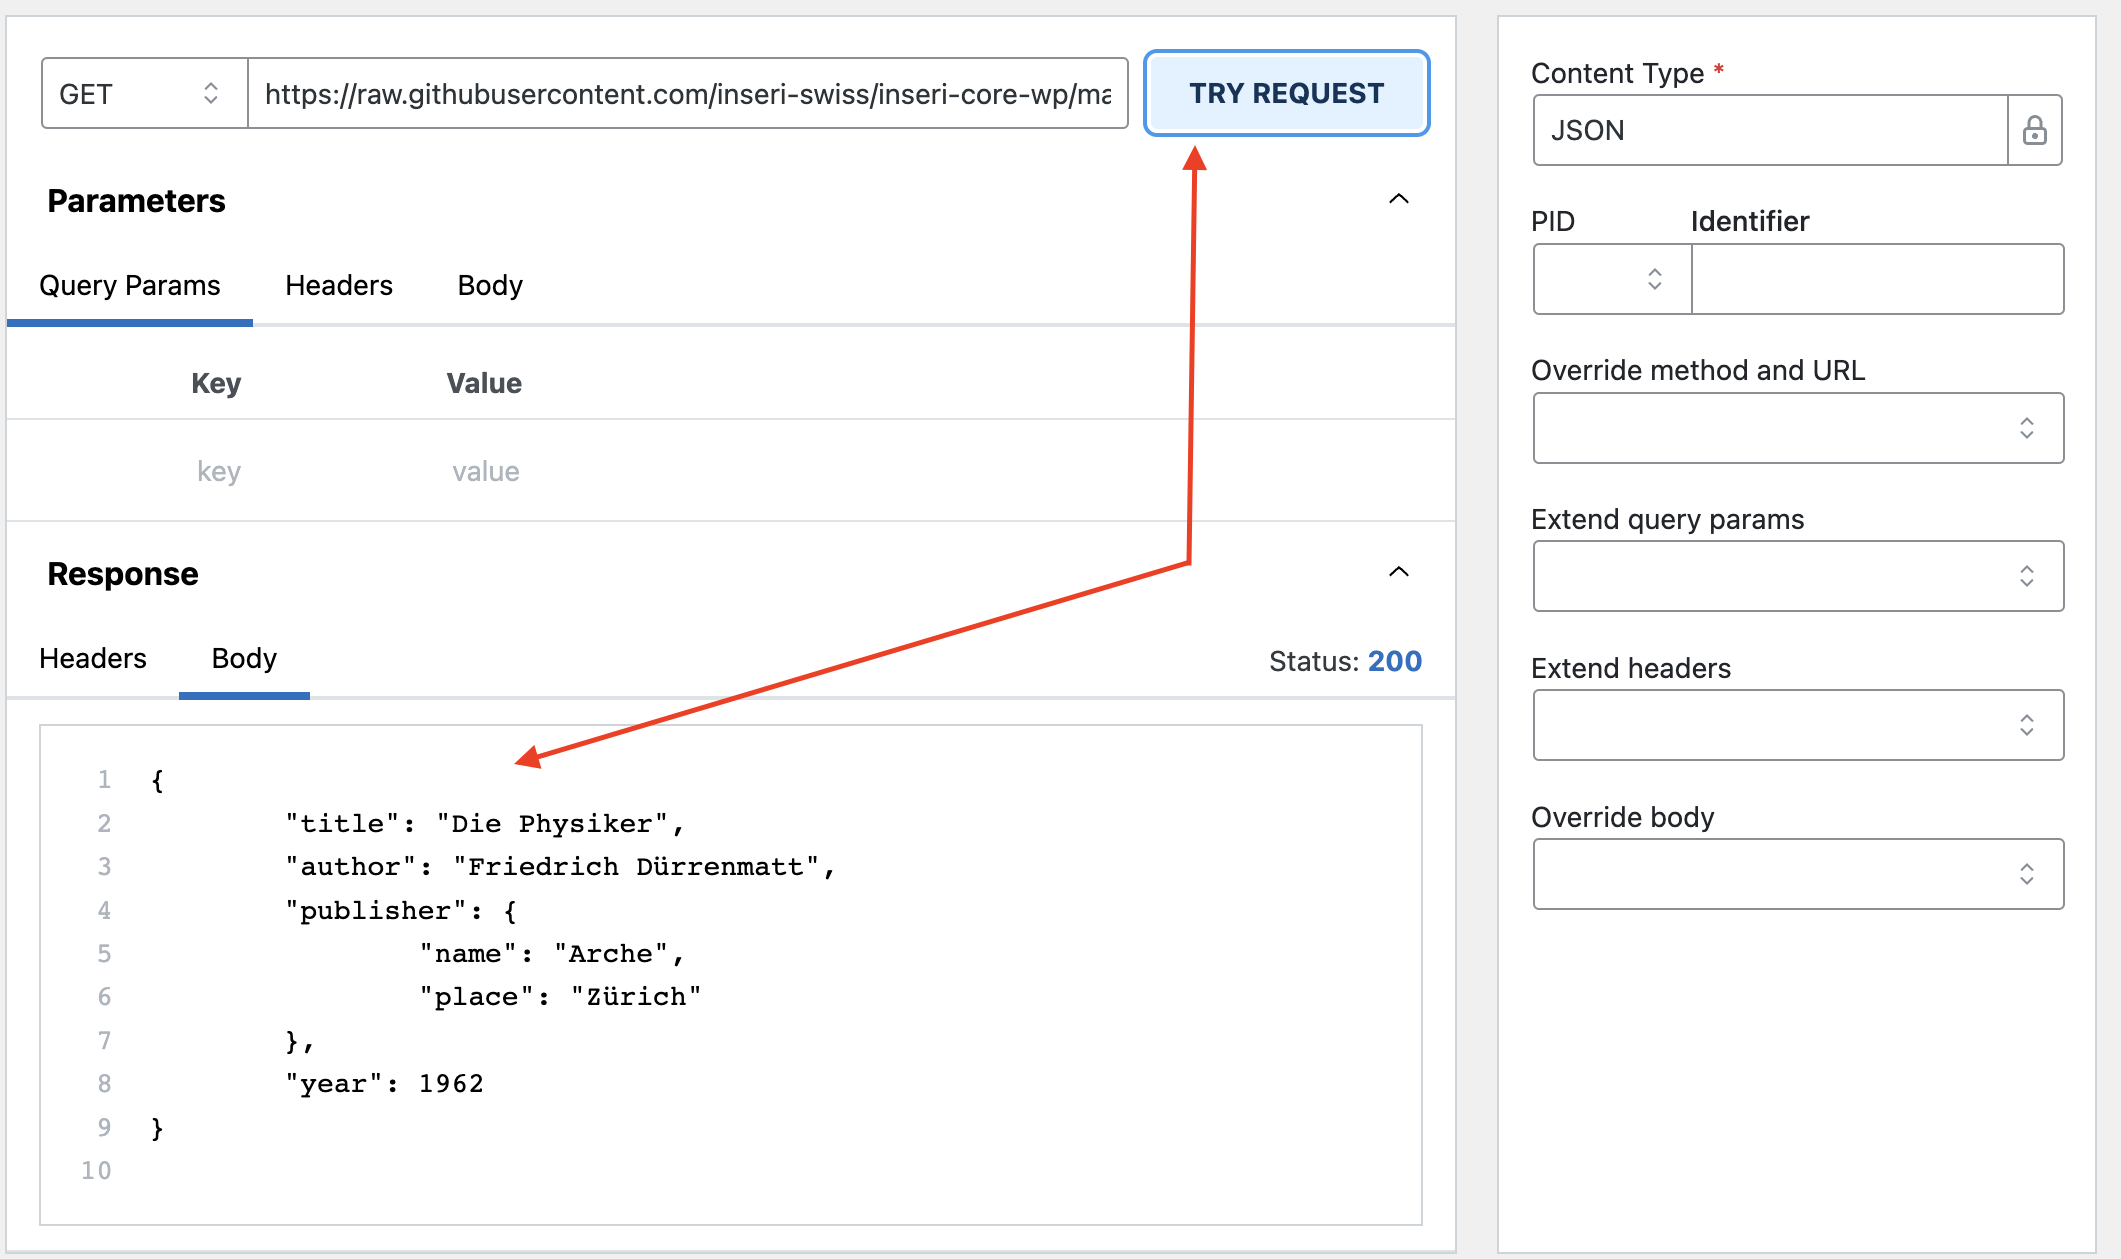 GET https://raw.githubusercontent.com/inseri-swiss/inseri-core-wp/ma TRY REQUEST
Parameters
Query Params Headers Body
Key Value
key value
Response
Headers Body Status: 200
1 {
2 "title": "Die Physiker",
3 "author": "Friedrich Dürrenmatt",
4 "publisher": {
5 "name": "Arche",
6 "place": "Zürich"
7 },
8 "year": 1962
9 }
10
Content Type *
JSON
PID Identifier
Override method and URL
Extend query params
Extend headers
Override body